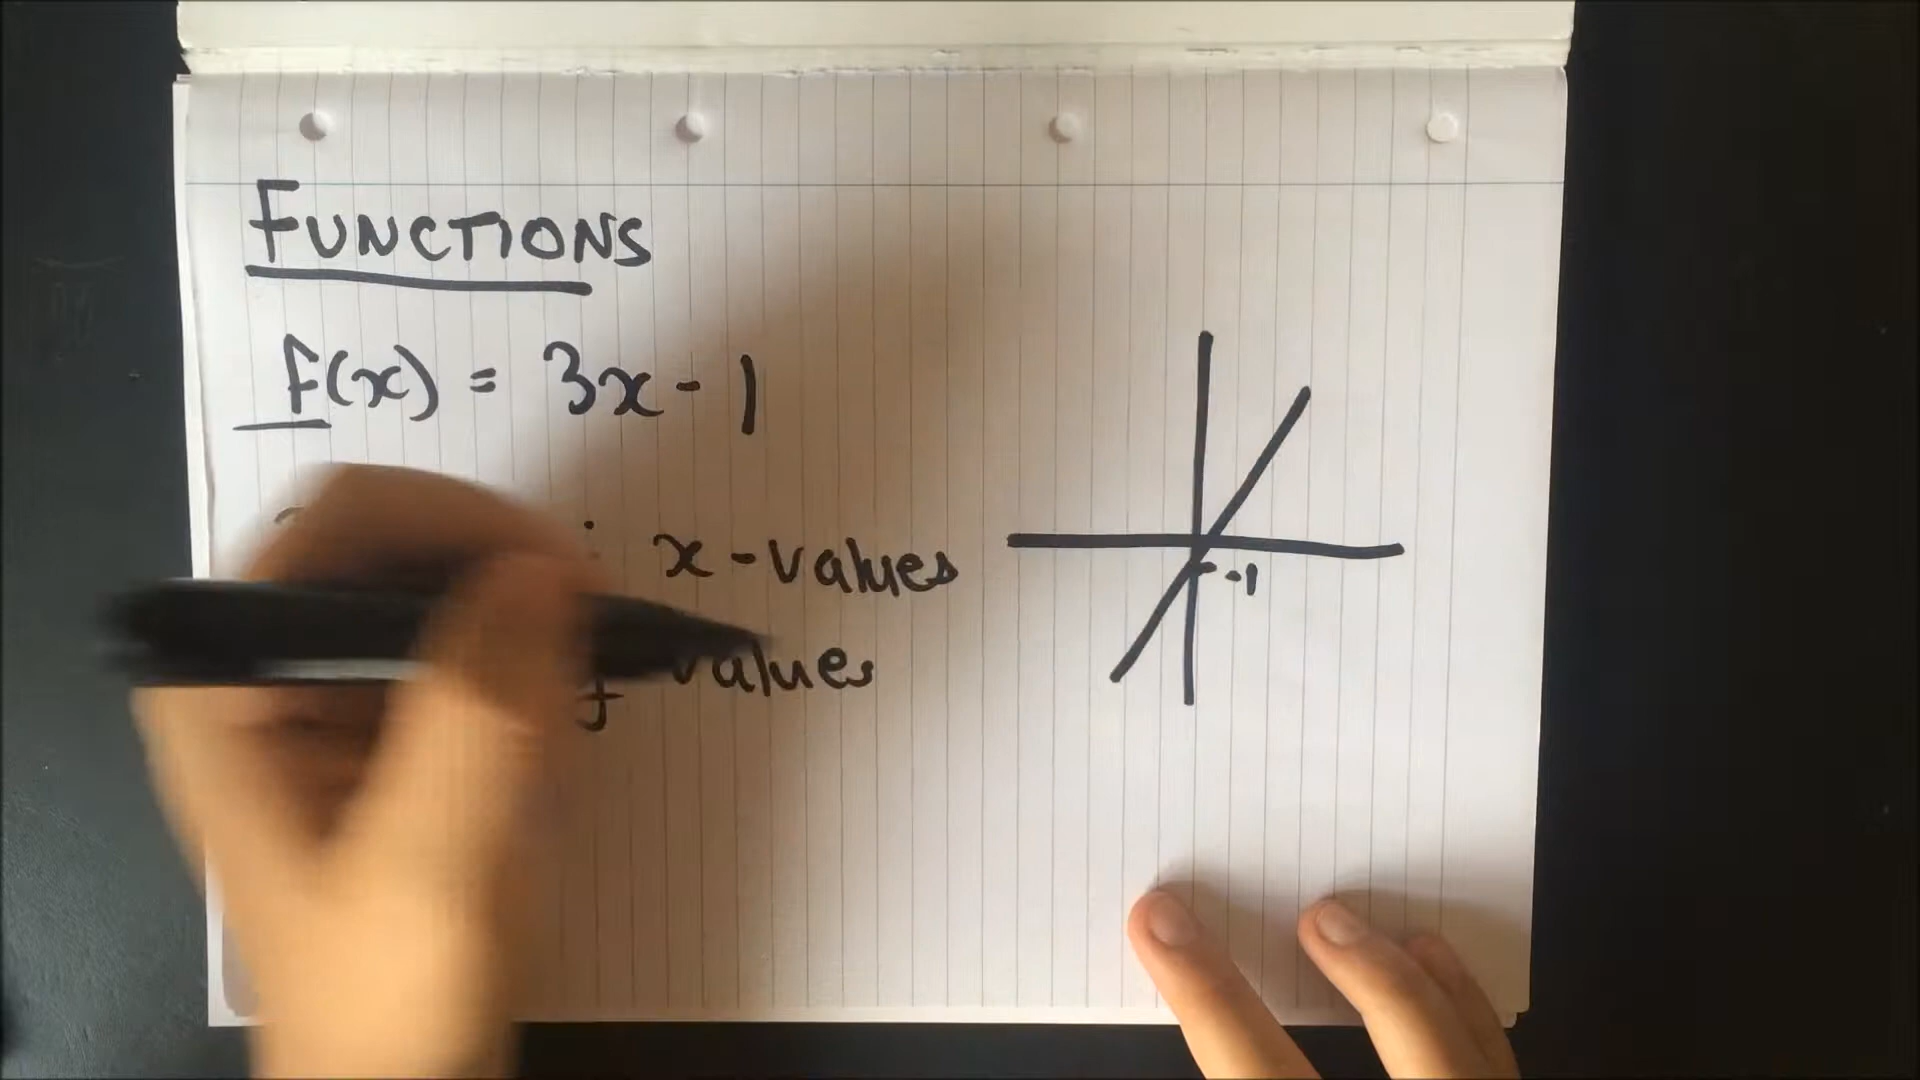 FUNCTIONS
F(x) = 3x - 1
x - values
values
-1